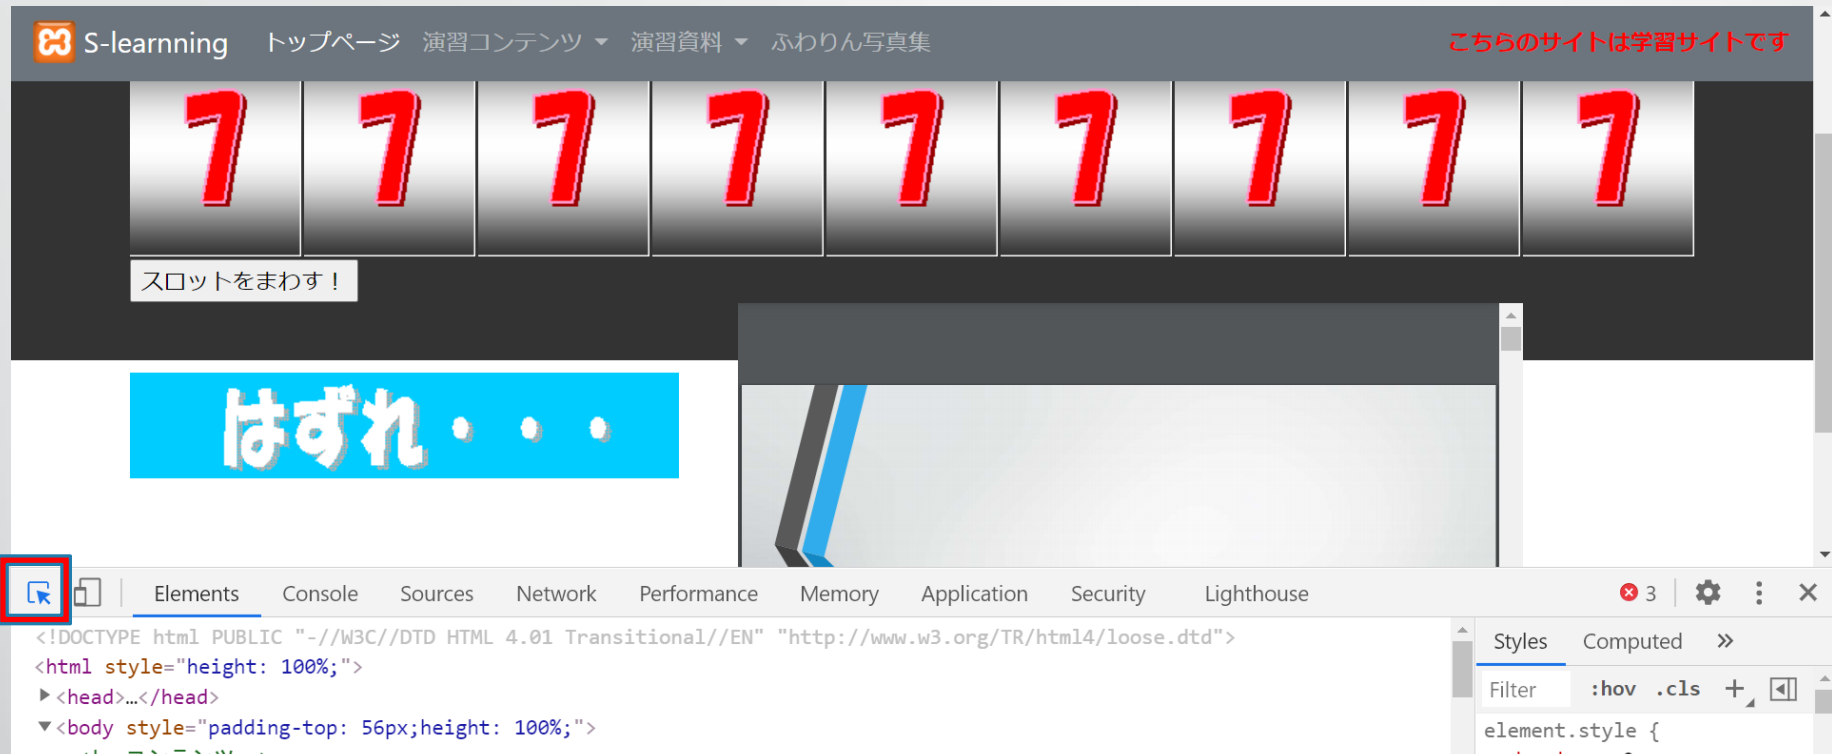 S-learnning トップページ 演習コンテンツ 演習資料 ふわりん写真集 こちらのサイトは学習サイトです
7 7 7 7 7 7 7 7 7
スロットをまわす！
はずれ・・・
Elements Console Sources Network Performance Memory Application Security Lighthouse 3
<!DOCTYPE html PUBLIC "-//W3C//DTD HTML 4.01 Transitional//EN" "http://www.w3.org/TR/html4/loose.dtd">
<html style="height: 100%;">
<head>…</head>
<body style="padding-top: 56px;height: 100%;">
Styles Computed »
Filter :hov .cls +
element.style {